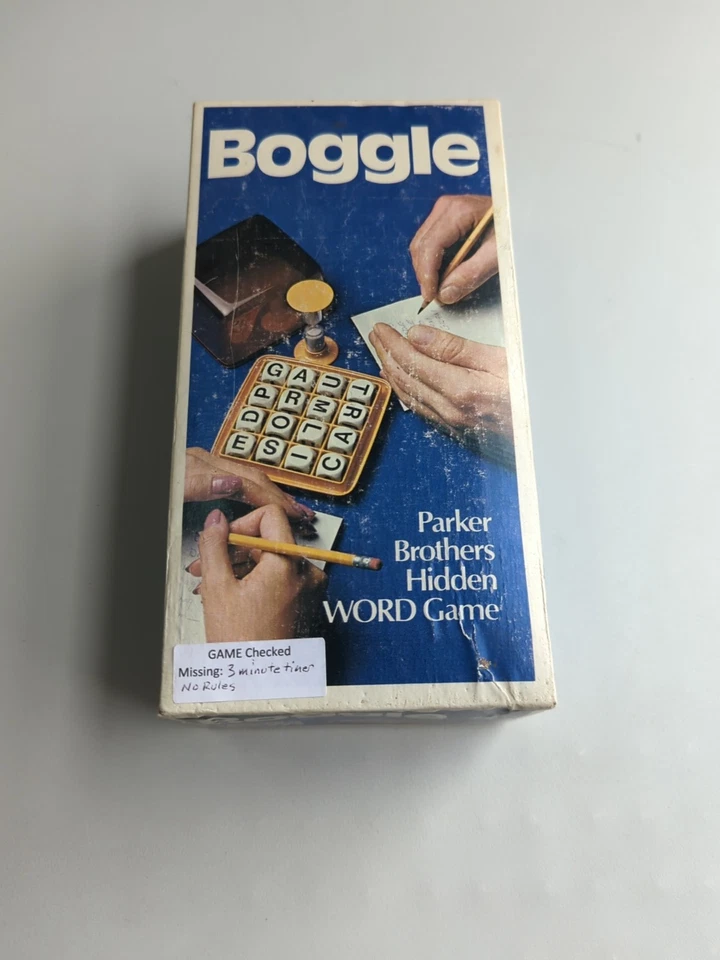 Boggle
G A U T
P R M R
D O L A
E S I C
Parker
Brothers
Hidden
WORD Game
GAME Checked
Missing: 3 minute timer
No Rules